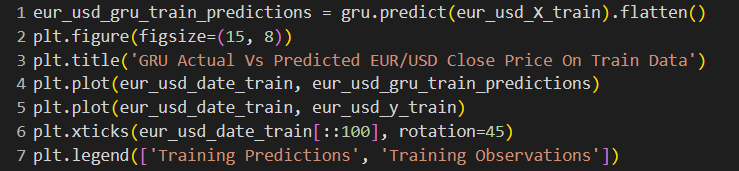 1 eur_usd_gru_train_predictions = gru.predict(eur_usd_X_train).flatten()
2 plt.figure(figsize=(15, 8))
3 plt.title('GRU Actual Vs Predicted EUR/USD Close Price On Train Data')
4 plt.plot(eur_usd_date_train, eur_usd_gru_train_predictions)
5 plt.plot(eur_usd_date_train, eur_usd_y_train)
6 plt.xticks(eur_usd_date_train[::100], rotation=45)
7 plt.legend(['Training Predictions', 'Training Observations'])